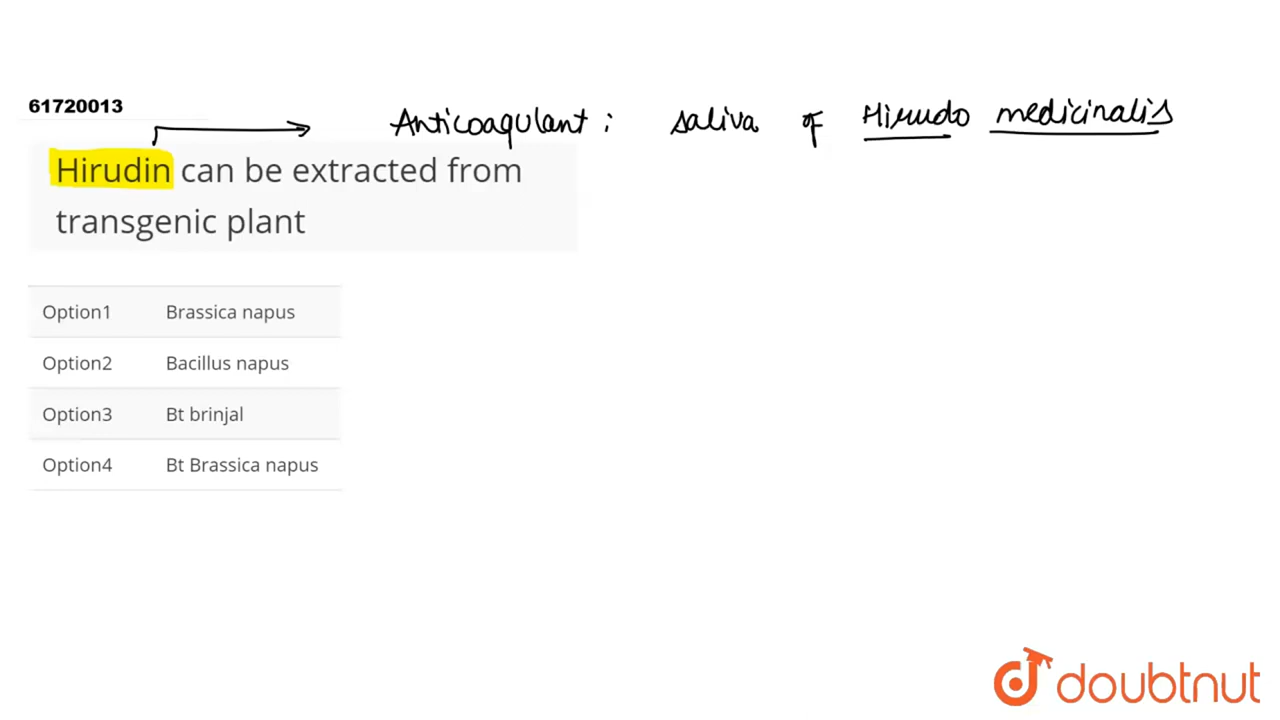 61720013
Anticoagulant : saliva of Hirudo medicinalis
Hirudin can be extracted from
transgenic plant
Option1 Brassica napus
Option2 Bacillus napus
Option3 Bt brinjal
Option4 Bt Brassica napus
doubtnut